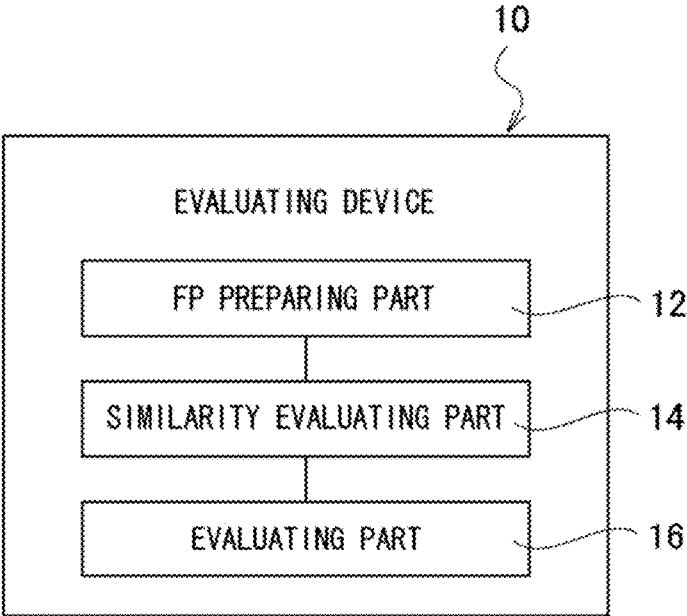 10
EVALUATING DEVICE
FP PREPARING PART
12
SIMILARITY EVALUATING PART
14
EVALUATING PART
16